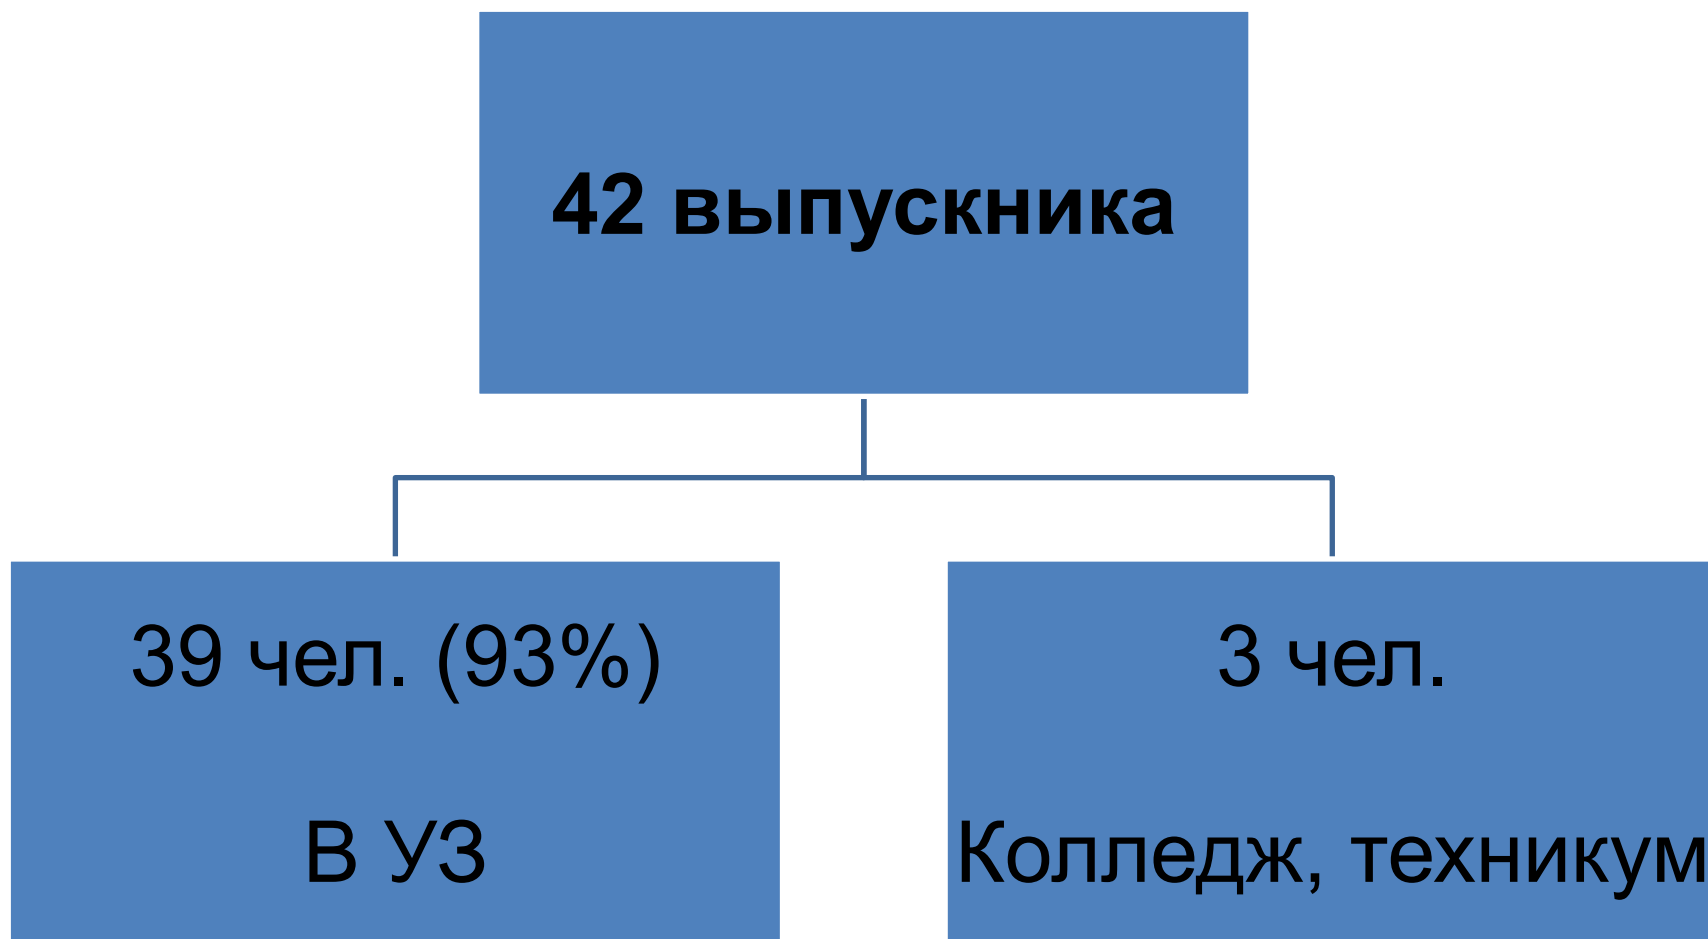 42 выпускника
39 чел. (93%)
В УЗ
3 чел.
Колледж, техникум